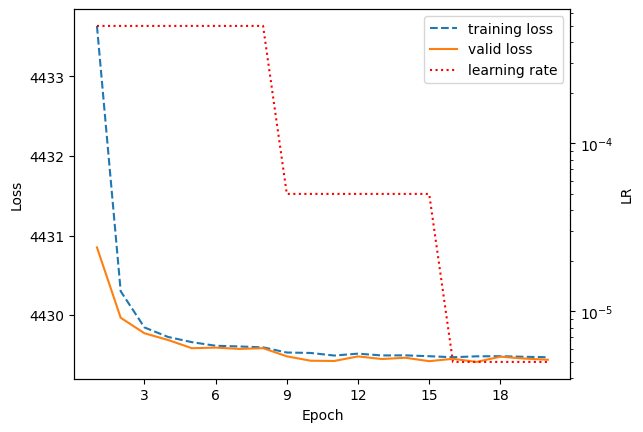 training loss
valid loss
learning rate
4433
4432
4431
4430
Loss
10⁻⁴
10⁻⁵
LR
3
6
9
12
15
18
Epoch